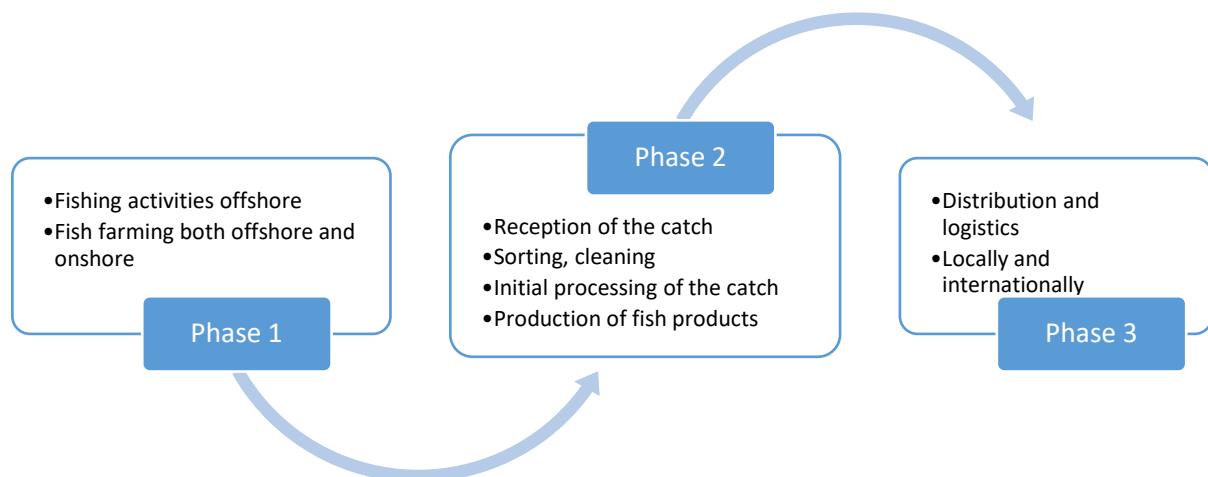 •Fishing activities offshore
•Fish farming both offshore and
onshore
Phase 1
Phase 2
•Reception of the catch
•Sorting, cleaning
•Initial processing of the catch
•Production of fish products
•Distribution and
logistics
•Locally and
internationally
Phase 3